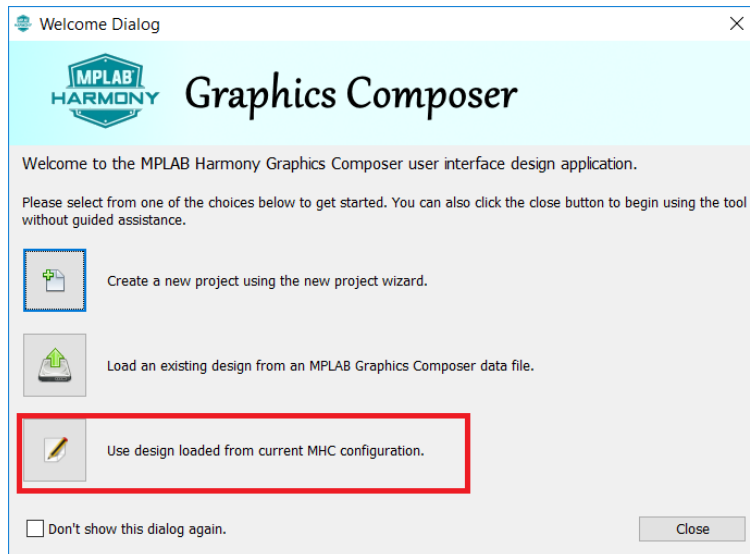 Welcome Dialog
MPLAB
HARMONY
Graphics Composer
Welcome to the MPLAB Harmony Graphics Composer user interface design application.
Please select from one of the choices below to get started. You can also click the close button to begin using the tool
without guided assistance.
Create a new project using the new project wizard.
Load an existing design from an MPLAB Graphics Composer data file.
Use design loaded from current MHC configuration.
Don't show this dialog again.
Close